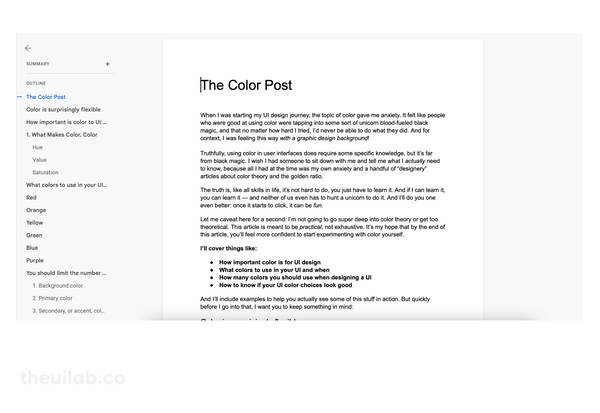 SUMMARY
+
OUTLINE
The Color Post
Color is surprisingly flexible
How important is color to UI ...
1. What Makes Color, Color
Hue
Value
Saturation
What colors to use in your UI...
Red
Orange
Yellow
Green
Blue
Purple
You should limit the number ...
1. Background color
2. Primary color
3. Secondary, or accent, col...
The Color Post
When I was starting my UI design journey, the topic of color gave me anxiety. It felt like people
who were good at using color were tapping into some sort of unicorn blood-fueled black
magic, and that no matter how hard I tried, I'd never be able to do what they did. And for
context, I was feeling this way with a graphic design background!
Truthfully, using color in user interfaces does require some specific knowledge, but it's far
from black magic. I wish I had someone to sit down with me and tell me what I actually need
to know, because all I had at the time was my own anxiety and a handful of “designery”
articles about color theory and the golden ratio.
The truth is, like all skills in life, it's not hard to do, you just have to learn it. And if I can learn it,
you can learn it — and neither of us even has to hunt a unicorn to do it. And I'll do you one
even better: once it starts to click, it can be fun.
Let me caveat here for a second: I'm not going to go super deep into color theory or get too
theoretical. This article is meant to be practical, not exhaustive. It's my hope that by the end of
this article, you'll feel more confident to start experimenting with color yourself.
I'll cover things like:
● How important color is for UI design
● What colors to use in your UI and when
● How many colors you should use when designing a UI
● How to know if your UI color choices look good
And I'll include examples to help you actually see some of this stuff in action. But quickly
before I go into that, I want you to keep something in mind:
theuilab.co